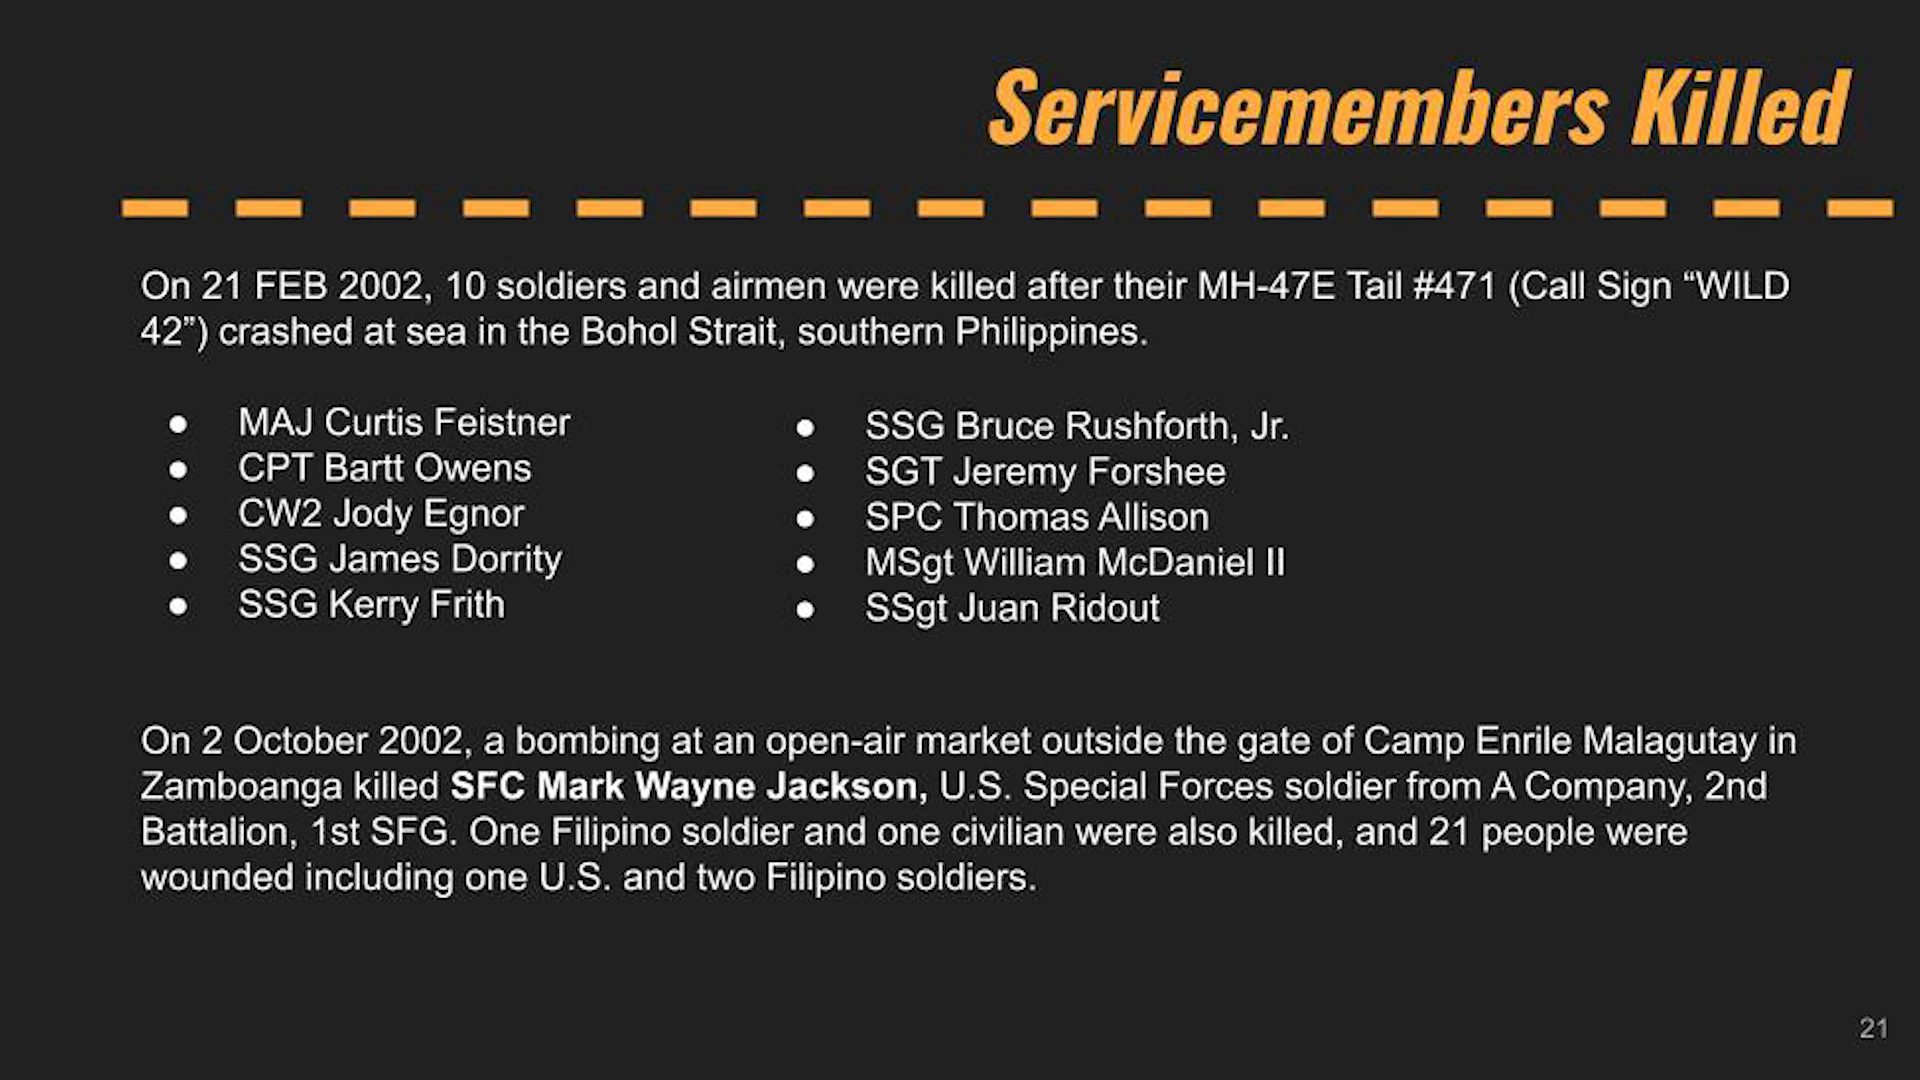 Servicemembers Killed
On 21 FEB 2002, 10 soldiers and airmen were killed after their MH-47E Tail #471 (Call Sign “WILD
42”) crashed at sea in the Bohol Strait, southern Philippines.
● MAJ Curtis Feistner
● CPT Bartt Owens
● CW2 Jody Egnor
● SSG James Dorrity
● SSG Kerry Frith
● SSG Bruce Rushforth, Jr.
● SGT Jeremy Forshee
● SPC Thomas Allison
● MSgt William McDaniel II
● SSgt Juan Ridout
On 2 October 2002, a bombing at an open-air market outside the gate of Camp Enrile Malagutay in
Zamboanga killed SFC Mark Wayne Jackson, U.S. Special Forces soldier from A Company, 2nd
Battalion, 1st SFG. One Filipino soldier and one civilian were also killed, and 21 people were
wounded including one U.S. and two Filipino soldiers.
21